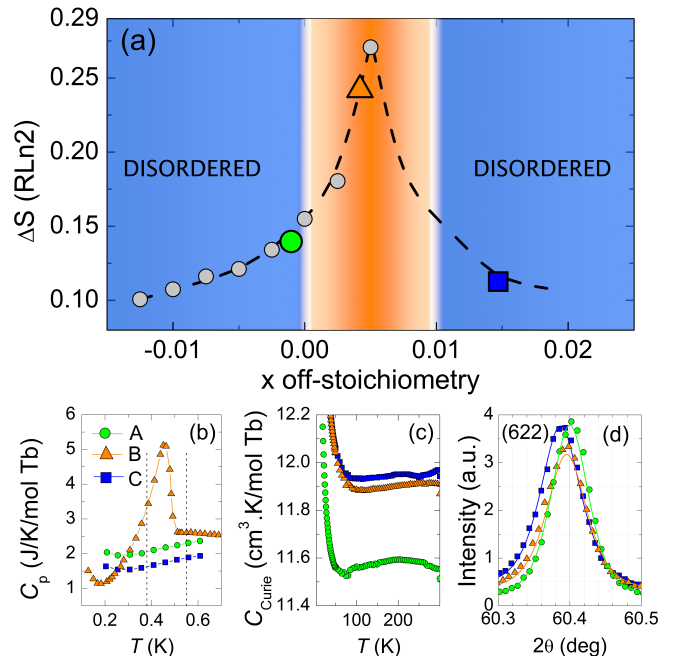 0.29
(a)
0.25
0.20
0.15
0.10
ΔS (RLn2)
DISORDERED
DISORDERED
-0.01
0.00
0.01
0.02
x off-stoichiometry
6
5
4
3
2
1
C_p (J/K/mol Tb)
(b)
A
B
C
0.2
0.4
0.6
T (K)
12.2
12.0
11.8
11.6
11.4
C_Curie (cm³.K/mol Tb)
(c)
100
200
T (K)
4
3
2
1
0
Intensity (a.u.)
(622)
(d)
60.3
60.4
60.5
2θ (deg)